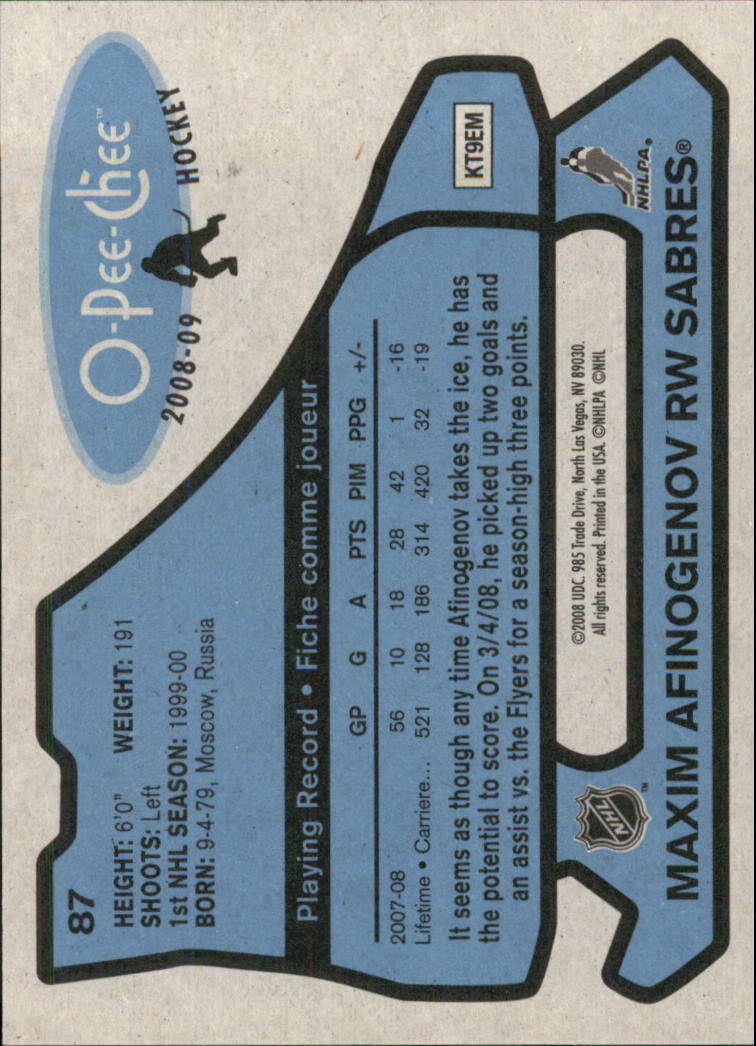 87
HEIGHT: 6'0" WEIGHT: 191
SHOOTS: Left
1st NHL SEASON: 1999-00
BORN: 9-4-79, Moscow, Russia
O-Pee-Chee™
2008-09 HOCKEY
Playing Record • Fiche comme joueur
GP G A PTS PIM PPG +/-
2007-08 56 10 18 28 42 1 -16
Lifetime • Carriere... 521 128 186 314 420 32 -19
It seems as though any time Afinogenov takes the ice, he has
the potential to score. On 3/4/08, he picked up two goals and
an assist vs. the Flyers for a season-high three points.
KT9EM
NHL™
©2008 UDC. 985 Trade Drive, North Las Vegas, NV 89030.
All rights reserved. Printed in the USA. ©NHLPA ©NHL
NHLPA.
MAXIM AFINOGENOV RW SABRES®